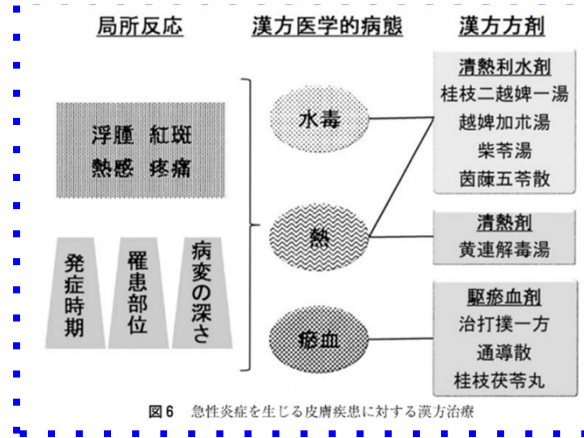 局所反応
漢方医学的病態
漢方方剤
浮腫 紅斑
熱感 疼痛
発症時期
罹患部位
病変の深さ
水毒
熱
瘀血
清熱利水剤
桂枝二越婢一湯
越婢加朮湯
柴苓湯
茵蔯五苓散
清熱剤
黄連解毒湯
駆瘀血剤
治打撲一方
通導散
桂枝茯苓丸
図6 急性炎症を生じる皮膚疾患に対する漢方治療